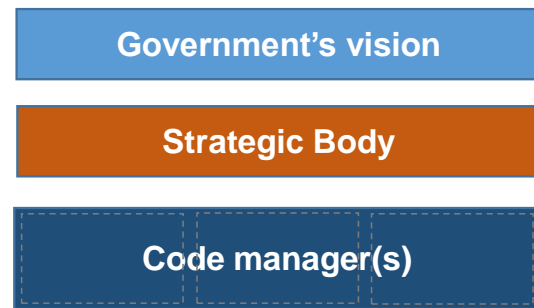 Government’s vision
Strategic Body
Code manager(s)